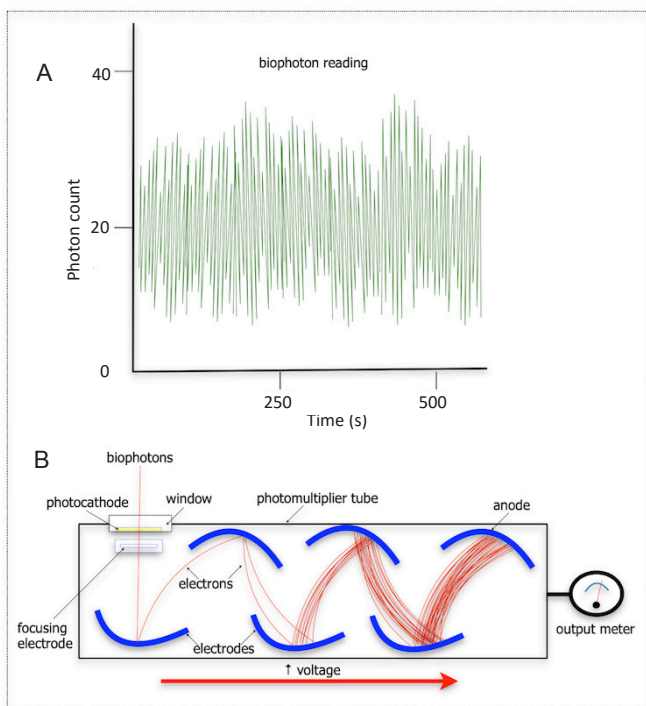 A
biophoton reading
40
20
0
Photon count
250
500
Time (s)
B
biophotons
photocathode
window
photomultiplier tube
anode
electrons
focusing
electrode
electrodes
output meter
↑ voltage